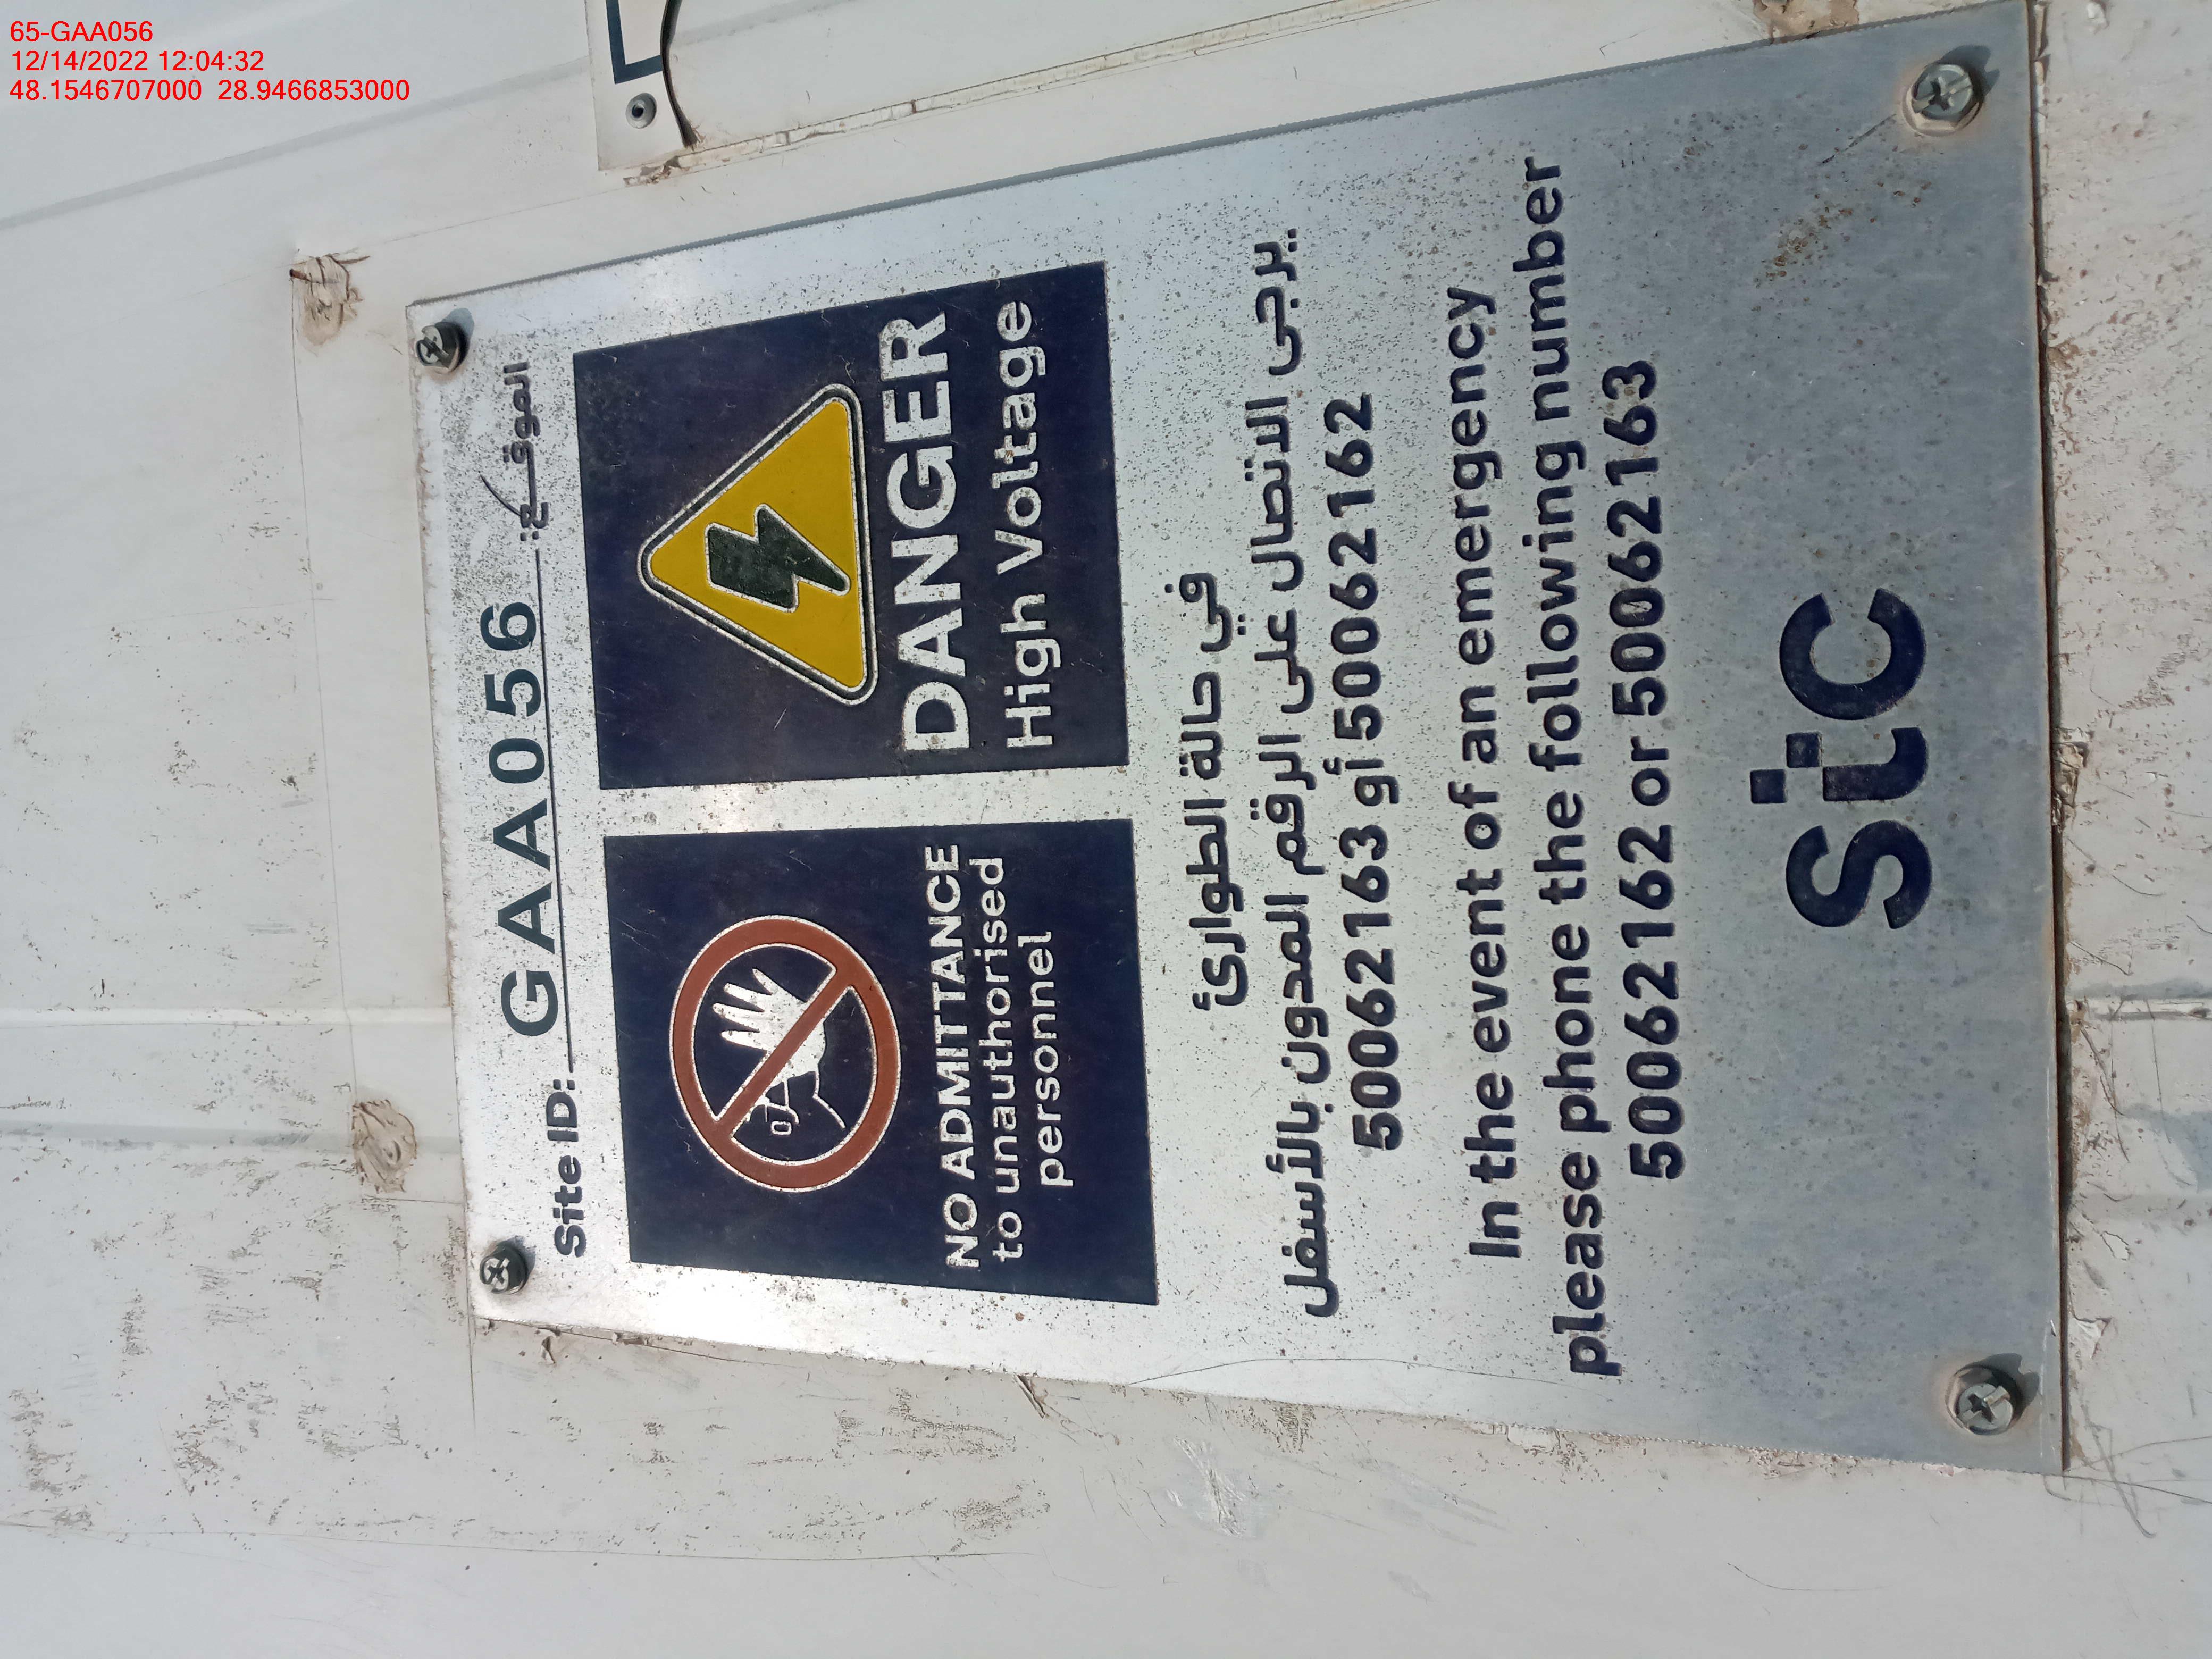 65-GAA056
12/14/2022 12:04:32
48.1546707000 28.9466853000
Site ID: GAA056 الموقع:
NO ADMITTANCE
to unauthorised
personnel
DANGER
High Voltage
في حالة الطوارئ
يرجى الاتصال على الرقم المدون بالأسفل
50062163 أو 50062162
In the event of an emergency
please phone the following number
50062162 or 50062163
stc